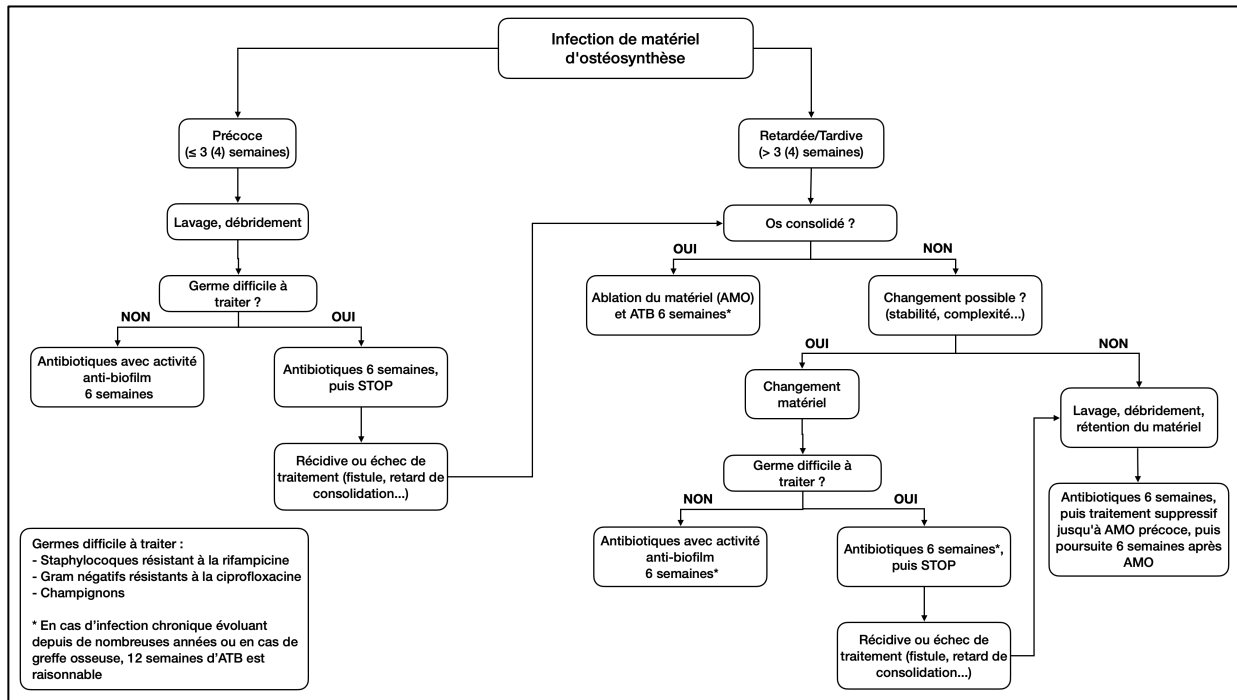 Infection de matériel
d'ostéosynthèse
Précoce
(≤ 3 (4) semaines)
Lavage, débridement
Germe difficile à
traiter ?
NON
OUI
Antibiotiques avec activité
anti-biofilm
6 semaines
Antibiotiques 6 semaines,
puis STOP
Récidive ou échec de
traitement (fistule, retard de
consolidation...)
Retardée/Tardive
(> 3 (4) semaines)
Os consolidé ?
OUI
NON
Ablation du matériel (AMO)
et ATB 6 semaines*
Changement possible ?
(stabilité, complexité...)
OUI
NON
Changement
matériel
Germe difficile à
traiter ?
NON
OUI
Antibiotiques avec activité
anti-biofilm
6 semaines*
Antibiotiques 6 semaines*,
puis STOP
Récidive ou échec de
traitement (fistule, retard de
consolidation...)
Lavage, débridement,
rétention du matériel
Antibiotiques 6 semaines,
puis traitement suppressif
jusqu'à AMO précoce, puis
poursuite 6 semaines après
AMO
Germes difficile à traiter :
- Staphylocoques résistant à la rifampicine
- Gram négatifs résistants à la ciprofloxacine
- Champignons
* En cas d'infection chronique évoluant
depuis de nombreuses années ou en cas de
greffe osseuse, 12 semaines d'ATB est
raisonnable